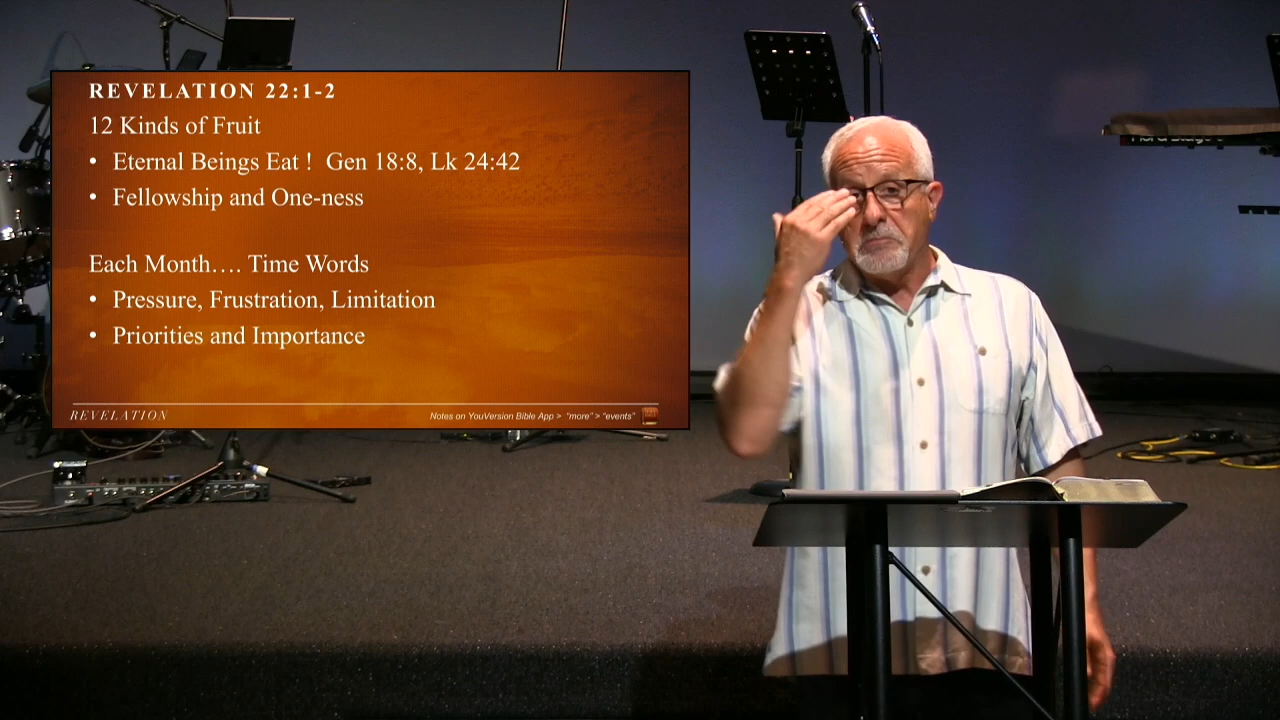 REVELATION 22:1-2
12 Kinds of Fruit
• Eternal Beings Eat ! Gen 18:8, Lk 24:42
• Fellowship and One-ness
Each Month…. Time Words
• Pressure, Frustration, Limitation
• Priorities and Importance
REVELATION
Notes on YouVersion Bible App > "more" > "events"
Nord Stage